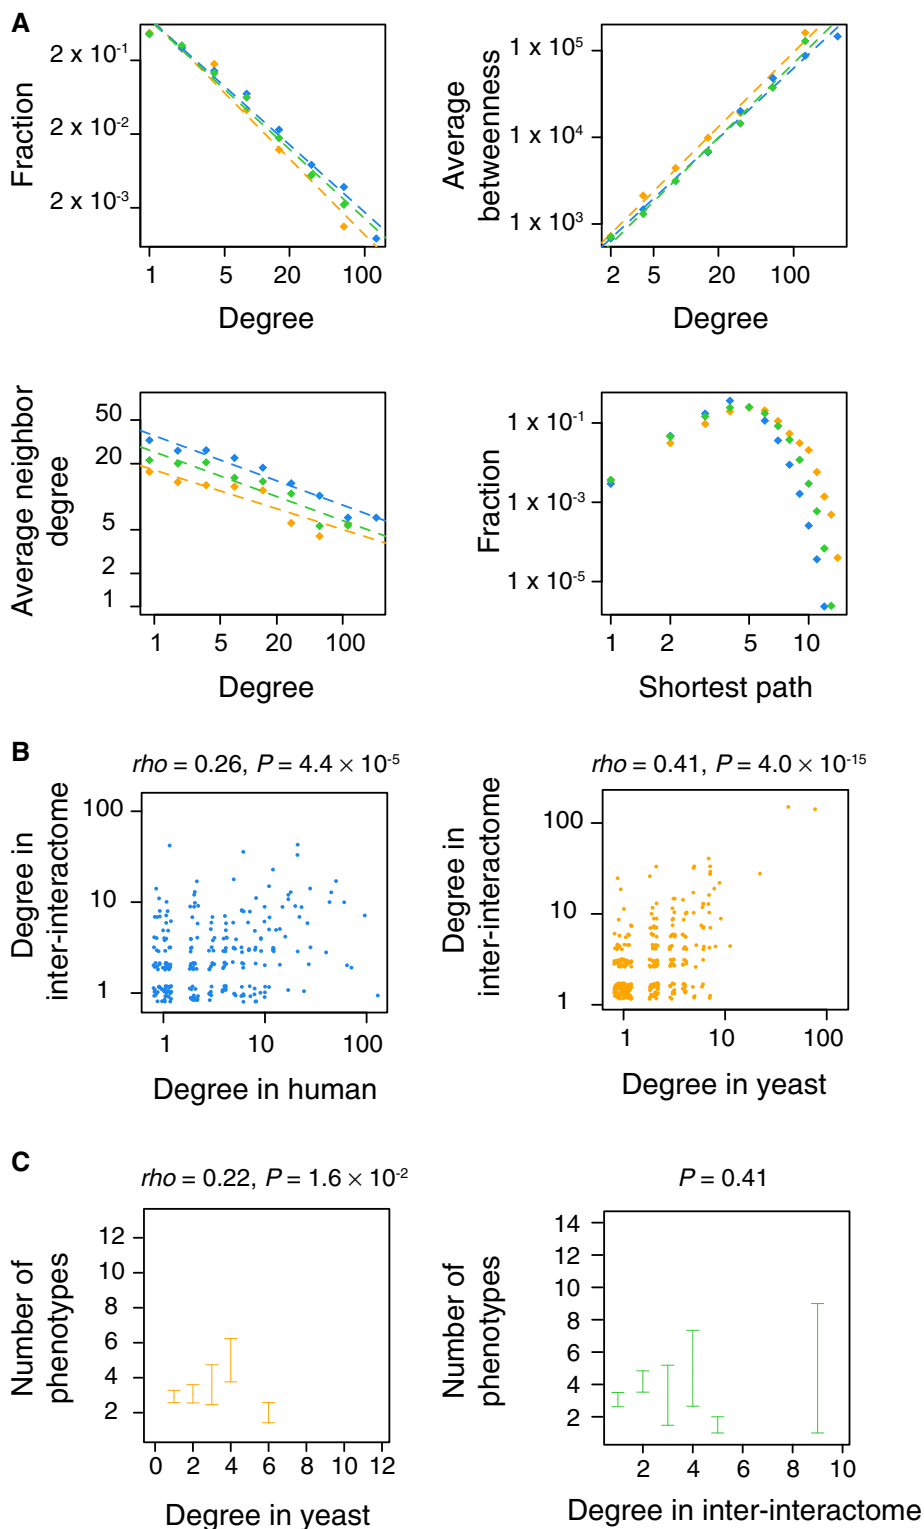 A
Fraction
2 x 10-1
2 x 10-2
2 x 10-3
1 5 20 100
Degree
Average
betweenness
1 x 105
1 x 104
1 x 103
2 5 20 100
Degree
Average neighbor
degree
50
20
5
2
1
1 5 20 100
Degree
Fraction
1 x 10-1
1 x 10-3
1 x 10-5
1 2 5 10
Shortest path
B
rho = 0.26, P = 4.4 × 10-5
Degree in
inter-interactome
100
10
1
1 10 100
Degree in human
rho = 0.41, P = 4.0 × 10-15
Degree in
inter-interactome
100
10
1
1 10 100
Degree in yeast
C
rho = 0.22, P = 1.6 × 10-2
Number of
phenotypes
12
10
8
6
4
2
0 2 4 6 8 10 12
Degree in yeast
P = 0.41
Number of
phenotypes
14
12
10
8
6
4
2
2 4 6 8 10
Degree in inter-interactome